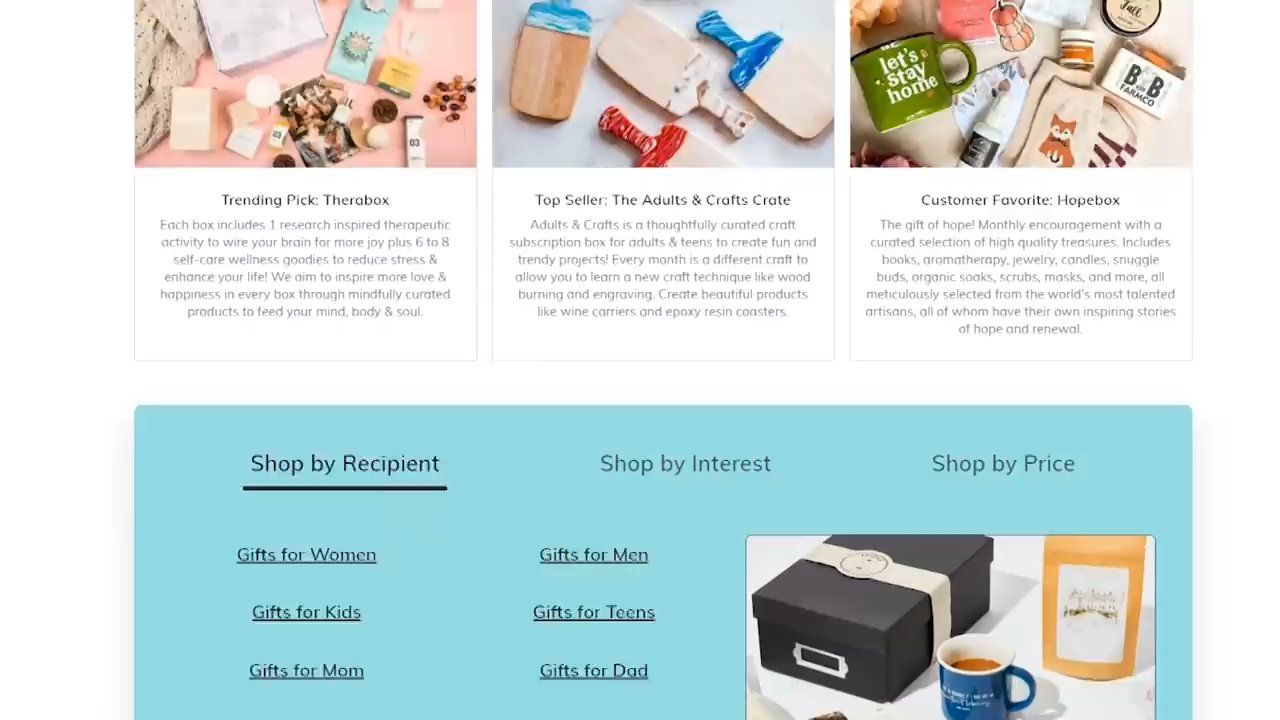 let's
stay
home
Fall
B B
FARMCO
03
Trending Pick: Therabox
Each box includes 1 research inspired therapeutic
activity to wire your brain for more joy plus 6 to 8
self-care wellness goodies to reduce stress &
enhance your life! We aim to inspire more love &
happiness in every box through mindfully curated
products to feed your mind, body & soul.
Top Seller: The Adults & Crafts Crate
Adults & Crafts is a thoughtfully curated craft
subscription box for adults & teens to create fun and
trendy projects! Every month is a different craft to
allow you to learn a new craft technique like wood
burning and engraving. Create beautiful products
like wine carriers and epoxy resin coasters.
Customer Favorite: Hopebox
The gift of hope! Monthly encouragement with a
curated selection of high quality treasures. Includes
books, aromatherapy, jewelry, candles, snuggle
buds, organic soaks, scrubs, masks, and more, all
meticulously selected from the world's most talented
artisans, all of whom have their own inspiring stories
of hope and renewal.
Shop by Recipient
Shop by Interest
Shop by Price
Gifts for Women
Gifts for Men
Gifts for Kids
Gifts for Teens
Gifts for Mom
Gifts for Dad